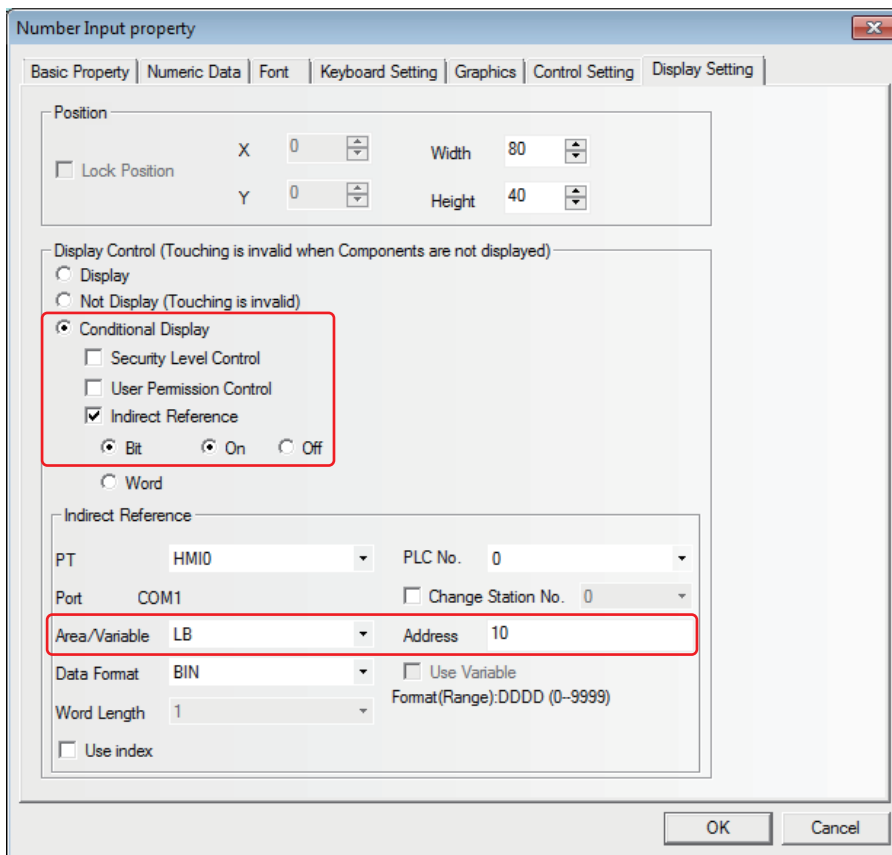 Number Input property
Basic Property Numeric Data Font Keyboard Setting Graphics Control Setting Display Setting
Position
X 0 Width 80
Lock Position
Y 0 Height 40
Display Control (Touching is invalid when Components are not displayed)
Display
Not Display (Touching is invalid)
Conditional Display
Security Level Control
User Permission Control
Indirect Reference
Bit On Off
Word
Indirect Reference
PT HMI0 PLC No. 0
Port COM1 Change Station No. 0
Area/Variable LB Address 10
Data Format BIN Use Variable
Format(Range):DDDD (0--9999)
Word Length 1
Use index
OK Cancel